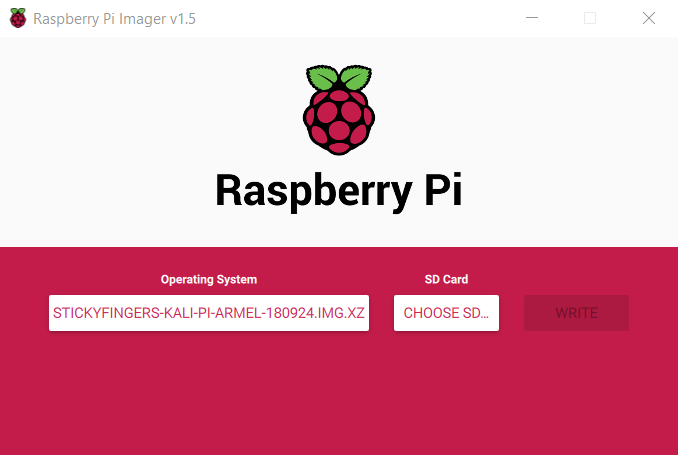 Raspberry Pi Imager v1.5
Raspberry Pi
Operating System
SD Card
STICKYFINGERS-KALI-PI-ARMEL-180924.IMG.XZ
CHOOSE SD...
WRITE